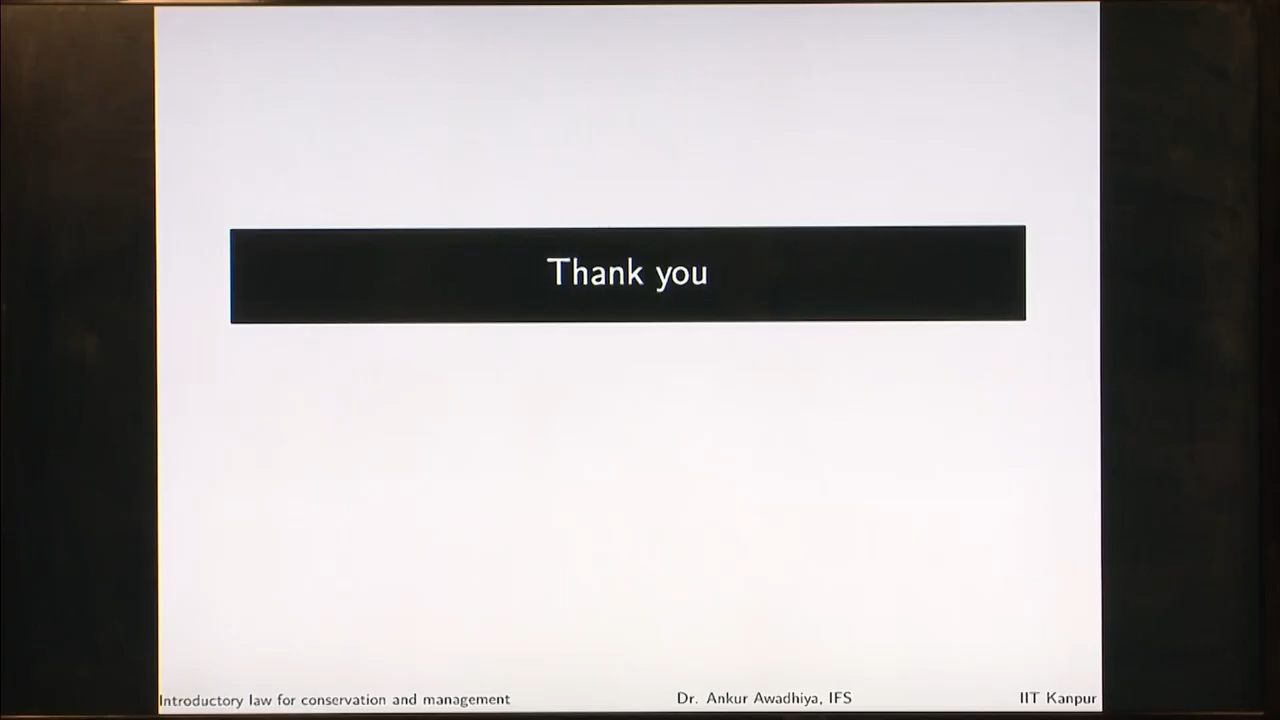 Thank you
Introductory law for conservation and management Dr. Ankur Awadhiya, IFS IIT Kanpur